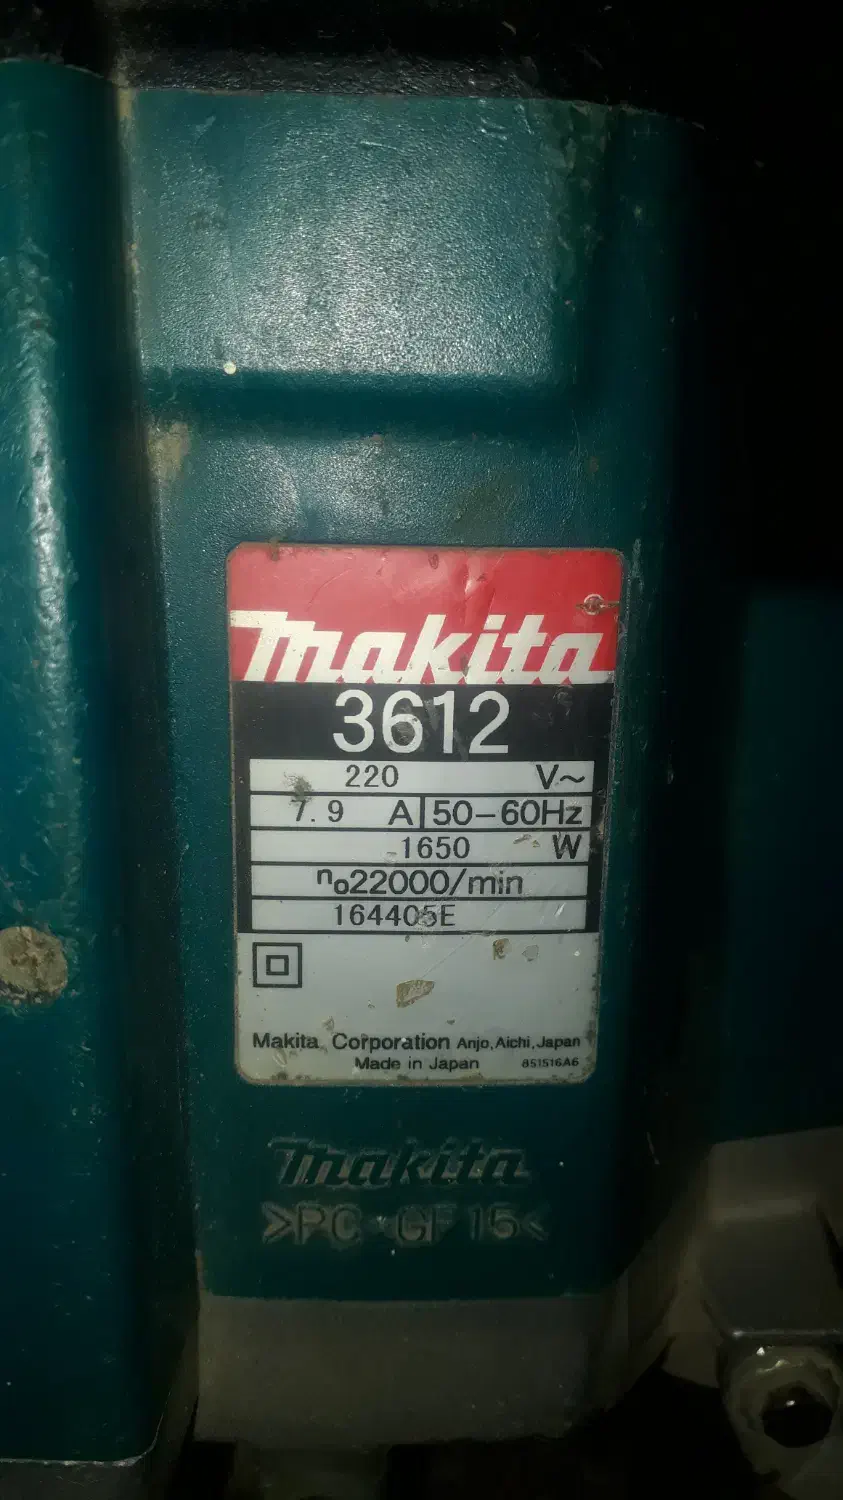 makita
3612
220 V~
7.9 A 50-60Hz
1650 W
no22000/min
164405E
Makita Corporation Anjo, Aichi, Japan
Made in Japan 851516A6
makita
>PC-GF15<